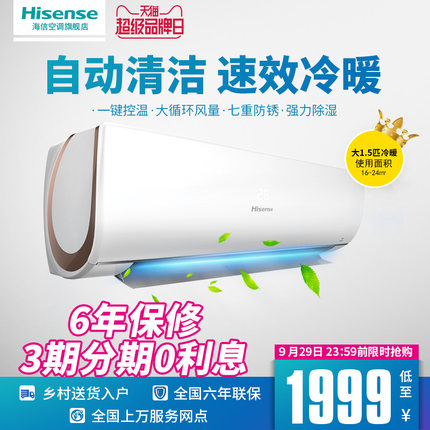 Hisense
海信空调旗舰店
天猫
超级品牌日
自动清洁 速效冷暖
·一键控温·大循环风量·七重防锈·强力除湿
大1.5匹冷暖
使用面积
16-24㎡
Hisense
6年保修
3期分期0利息
9月29日 23:59前限时抢购
乡村送货入户 全国六年联保
全国上万服务网点
1999
低至
¥